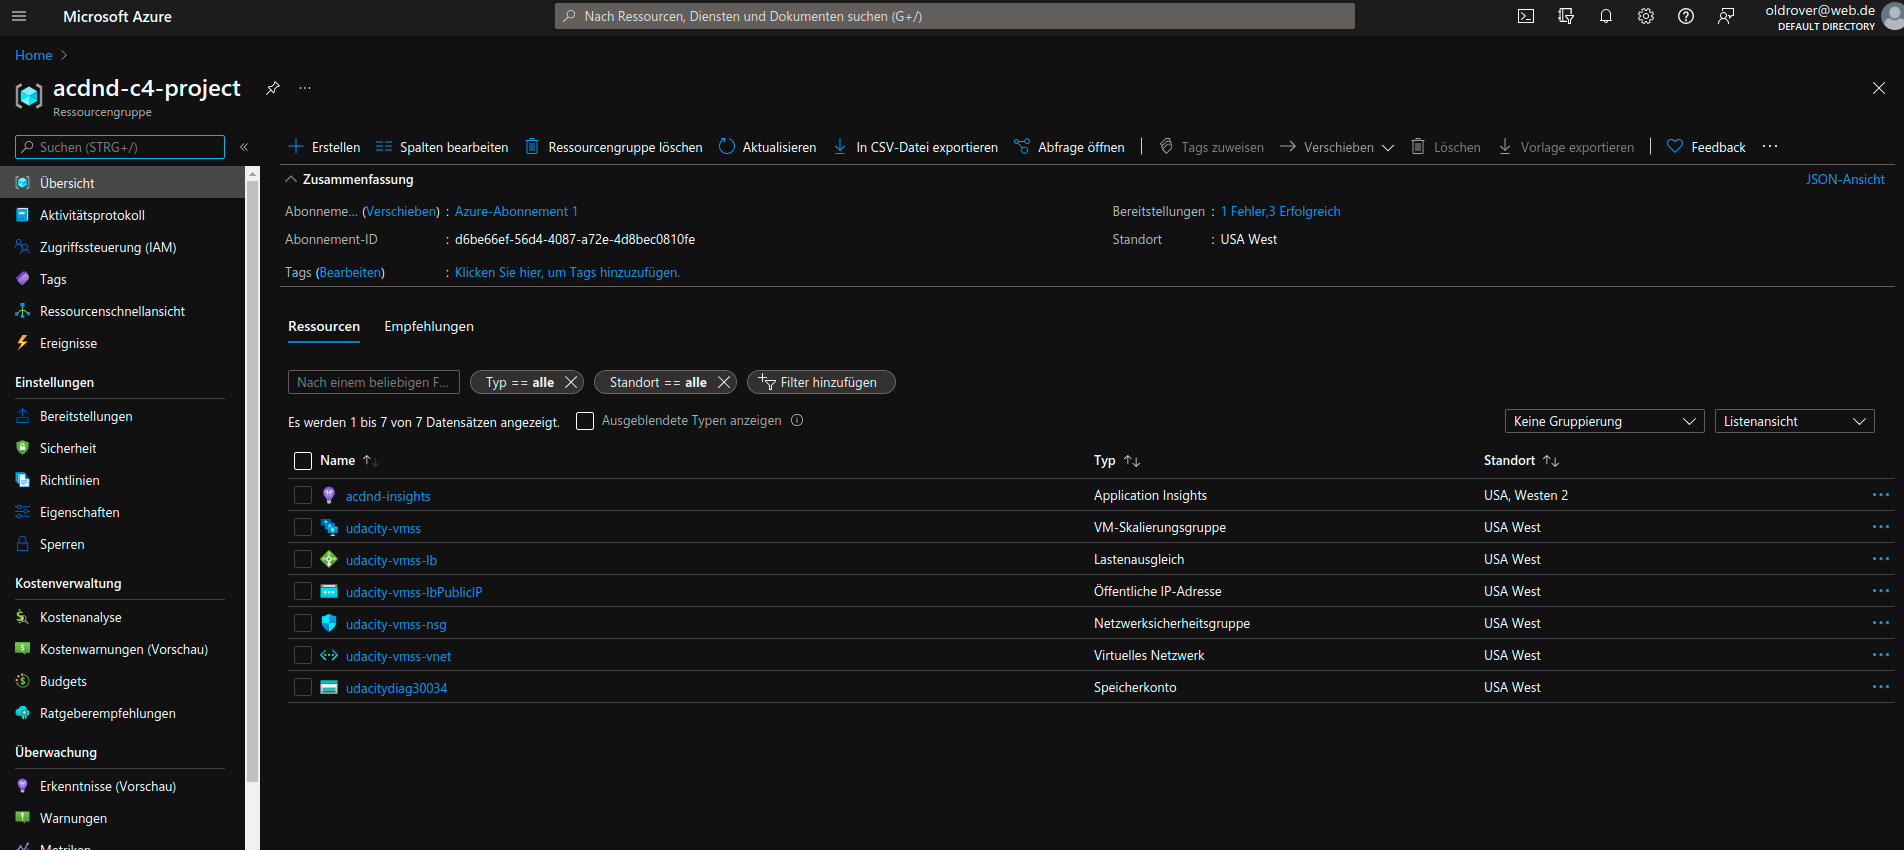 Microsoft Azure
Nach Ressourcen, Diensten und Dokumenten suchen (G+/)
oldrover@web.de
DEFAULT DIRECTORY
Home
acdnd-c4-project
Ressourcengruppe
Suchen (STRG+/)
Erstellen Spalten bearbeiten Ressourcengruppe löschen Aktualisieren In CSV-Datei exportieren Abfrage öffnen Tags zuweisen Verschieben Löschen Vorlage exportieren Feedback
Übersicht
Aktivitätsprotokoll
Zugriffssteuerung (IAM)
Tags
Ressourcenschnellansicht
Ereignisse
Einstellungen
Bereitstellungen
Sicherheit
Richtlinien
Eigenschaften
Sperren
Kostenverwaltung
Kostenanalyse
Kostenwarnungen (Vorschau)
Budgets
Ratgeberempfehlungen
Überwachung
Erkenntnisse (Vorschau)
Warnungen
Metriken
Zusammenfassung
JSON-Ansicht
Abonneme... (Verschieben) : Azure-Abonnement 1
Bereitstellungen : 1 Fehler,3 Erfolgreich
Abonnement-ID : d6be66ef-56d4-4087-a72e-4d8bec0810fe
Standort : USA West
Tags (Bearbeiten) : Klicken Sie hier, um Tags hinzuzufügen.
Ressourcen Empfehlungen
Nach einem beliebigen F... Typ == alle Standort == alle Filter hinzufügen
Es werden 1 bis 7 von 7 Datensätzen angezeigt. Ausgeblendete Typen anzeigen Keine Gruppierung Listenansicht
Name Typ Standort
acdnd-insights Application Insights USA, Westen 2
udacity-vmss VM-Skalierungsgruppe USA West
udacity-vmss-lb Lastenausgleich USA West
udacity-vmss-lbPublicIP Öffentliche IP-Adresse USA West
udacity-vmss-nsg Netzwerksicherheitsgruppe USA West
udacity-vmss-vnet Virtuelles Netzwerk USA West
udacitydiag30034 Speicherkonto USA West